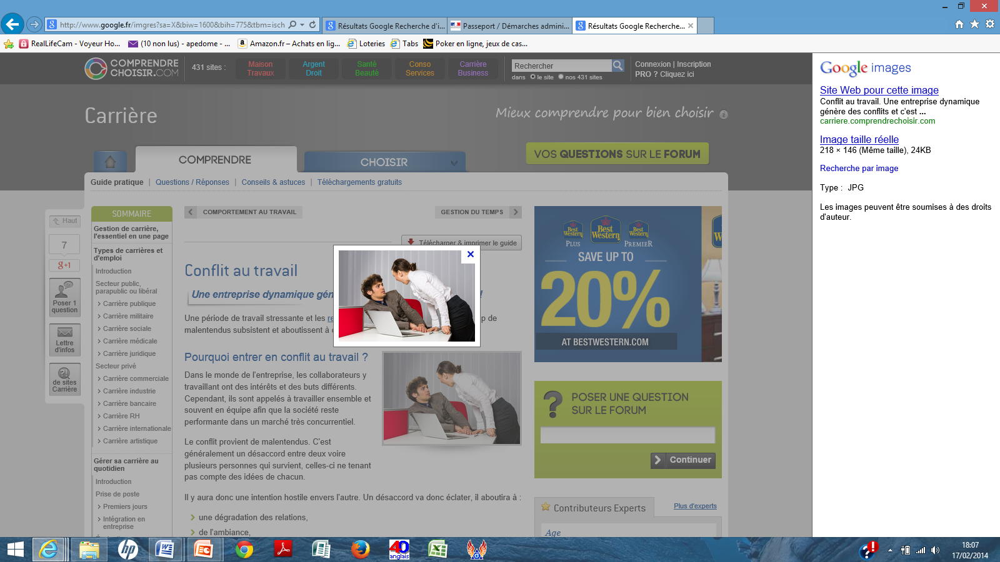 http://www.google.fr/imgres?sa=X&biw=1600&bih=775&tbm=isch
Résultats Google Recherche d'i...
Passeport / Démarches admini...
Résultats Google Recherche...
RealLifeCam - Voyeur Ho...
(10 non lus) - apedome - ...
Amazon.fr – Achats en lig...
Loteries
Tabs
Poker en ligne, jeux de cas...
COMPRENDRE
CHOISIR.COM
431 sites :
Maison
Travaux
Argent
Droit
Santé
Beauté
Conso
Services
Carrière
Business
Rechercher
dans le site nos 431 sites
Connexion | Inscription
PRO ? Cliquez ici
Carrière
Mieux comprendre pour bien choisir
COMPRENDRE
CHOISIR
VOS QUESTIONS SUR LE FORUM
Guide pratique | Questions / Réponses | Conseils & astuces | Téléchargements gratuits
Haut
7
g+1
Poser 1
question
Lettre
d'infos
de sites
Carrière
SOMMAIRE
Gestion de carrière,
l'essentiel en une page
Types de carrières et
d'emploi
Introduction
Secteur public,
parapublic ou libéral
Carrière publique
Carrière militaire
Carrière sociale
Carrière médicale
Carrière juridique
Secteur privé
Carrière commerciale
Carrière industrie
Carrière bancaire
Carrière RH
Carrière internationale
Carrière artistique
Gérer sa carrière au
quotidien
Introduction
Prise de poste
Premiers jours
Intégration en
entreprise
COMPORTEMENT AU TRAVAIL
GESTION DU TEMPS
Télécharger & imprimer le guide
Conflit au travail
Une entreprise dynamique gén !
Une période de travail stressante et les re p de
malentendus subsistent et aboutissent à
Pourquoi entrer en conflit au travail ?
Dans le monde de l'entreprise, les collaborateurs y
travaillant ont des intérêts et des buts différents.
Cependant, ils sont appelés à travailler ensemble et
souvent en équipe afin que la société reste
performante dans un marché très concurrentiel.
Le conflit provient de malentendus. C'est
généralement un désaccord entre deux voire
plusieurs personnes qui survient, celles-ci ne tenant
pas compte des idées de chacun.
Il y aura donc une intention hostile envers l'autre. Un désaccord va donc éclater, il aboutira à :
une dégradation des relations,
de l'ambiance,
Best
Western
PLUS
Best
Western
Best
Western
PREMIER
SAVE UP TO
20%
AT BESTWESTERN.COM
POSER UNE QUESTION
SUR LE FORUM
Continuer
Contributeurs Experts
Plus d'experts
Age
Google images
Site Web pour cette image
Conflit au travail. Une entreprise dynamique
génère des conflits et c'est ...
carriere.comprendrechoisir.com
Image taille réelle
218 × 146 (Même taille), 24KB
Recherche par image
Type : JPG
Les images peuvent être soumises à des droits
d'auteur.
hp
40
anglais
18:07
17/02/2014